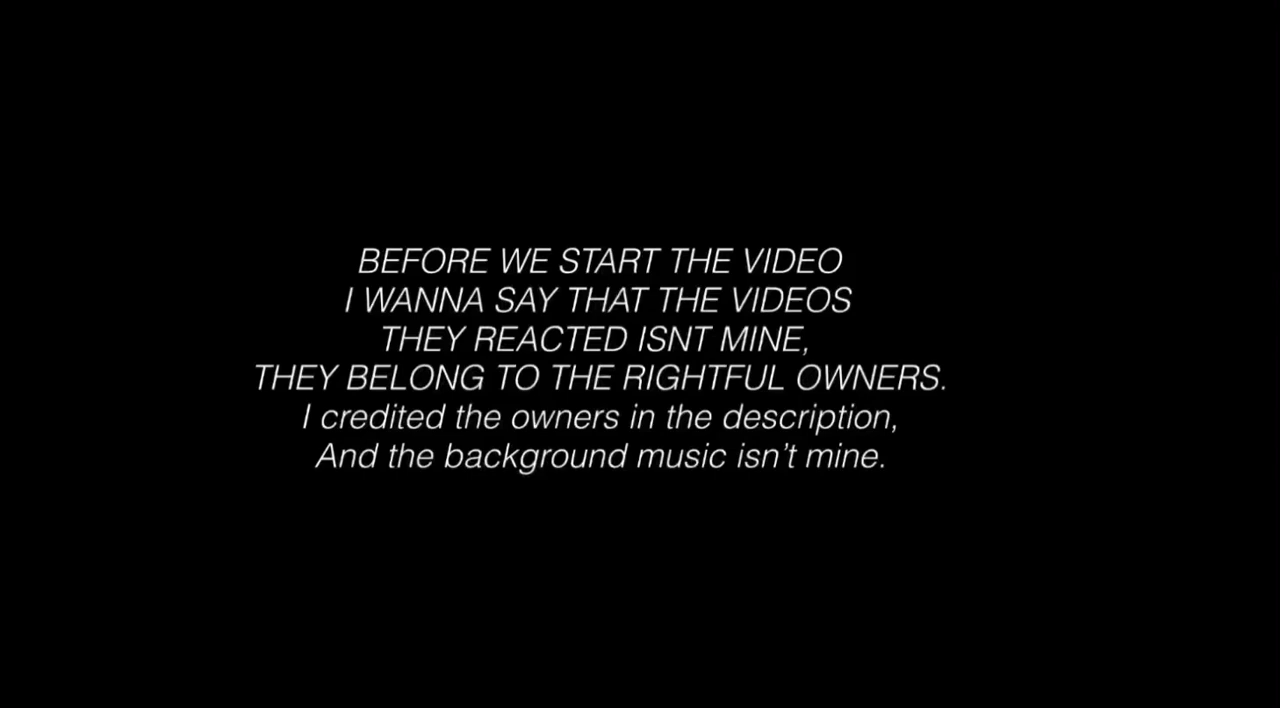 BEFORE WE START THE VIDEO
I WANNA SAY THAT THE VIDEOS
THEY REACTED ISNT MINE,
THEY BELONG TO THE RIGHTFUL OWNERS.
I credited the owners in the description,
And the background music isn't mine.